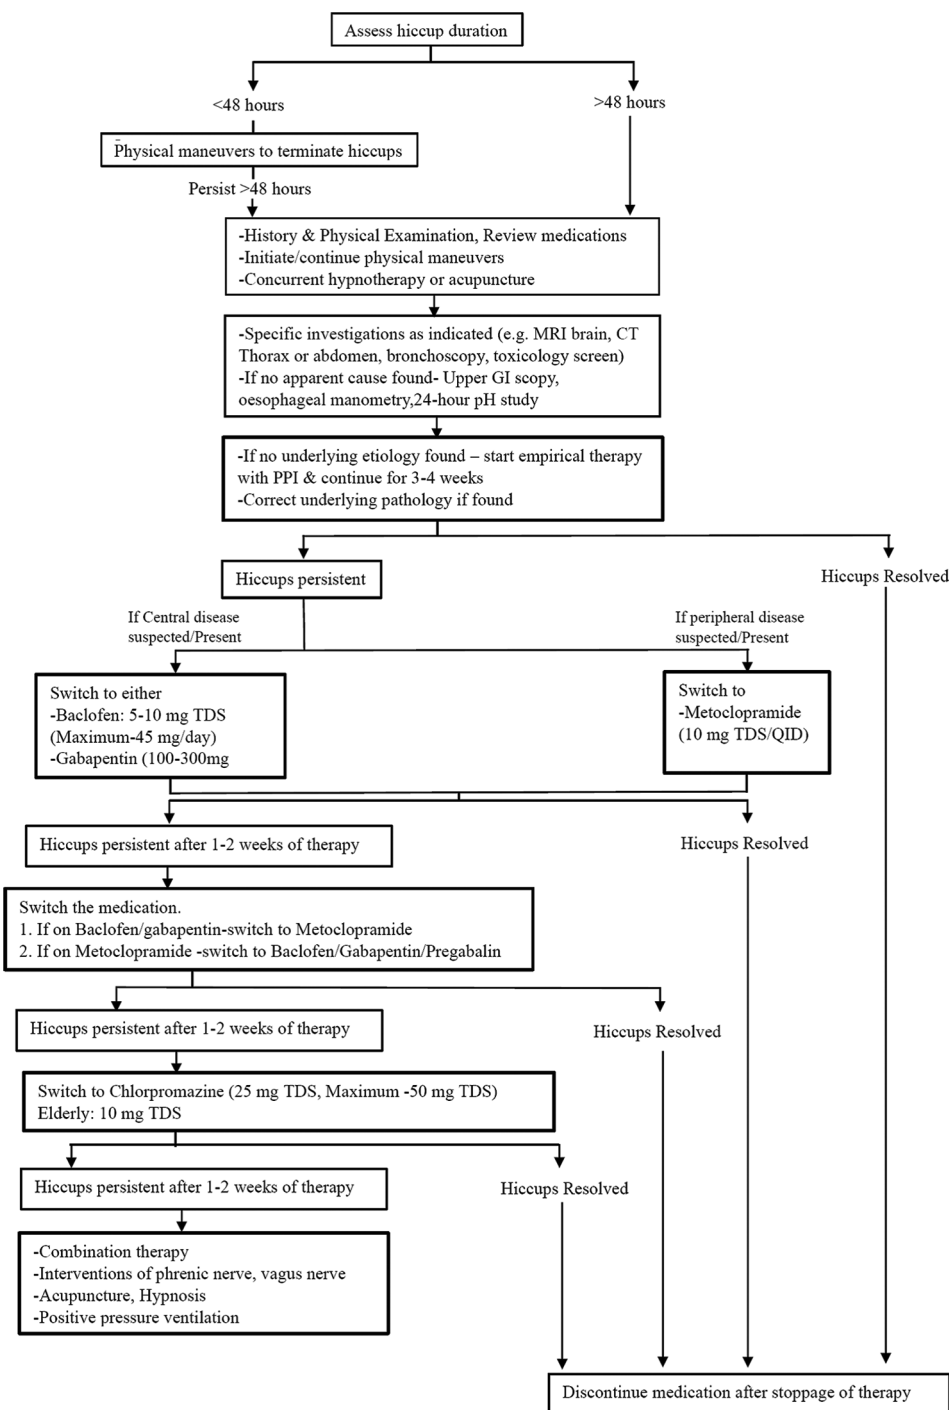 Assess hiccup duration
<48 hours
>48 hours
Physical maneuvers to terminate hiccups
Persist >48 hours
-History & Physical Examination, Review medications
-Initiate/continue physical maneuvers
-Concurrent hypnotherapy or acupuncture
-Specific investigations as indicated (e.g. MRI brain, CT
Thorax or abdomen, bronchoscopy, toxicology screen)
-If no apparent cause found- Upper GI scopy,
oesophageal manometry,24-hour pH study
-If no underlying etiology found – start empirical therapy
with PPI & continue for 3-4 weeks
-Correct underlying pathology if found
Hiccups persistent
Hiccups Resolved
If Central disease
suspected/Present
If peripheral disease
suspected/Present
Switch to either
-Baclofen: 5-10 mg TDS
(Maximum-45 mg/day)
-Gabapentin (100-300mg
Switch to
-Metoclopramide
(10 mg TDS/QID)
Hiccups persistent after 1-2 weeks of therapy
Hiccups Resolved
Switch the medication.
1. If on Baclofen/gabapentin-switch to Metoclopramide
2. If on Metoclopramide -switch to Baclofen/Gabapentin/Pregabalin
Hiccups persistent after 1-2 weeks of therapy
Hiccups Resolved
Switch to Chlorpromazine (25 mg TDS, Maximum -50 mg TDS)
Elderly: 10 mg TDS
Hiccups persistent after 1-2 weeks of therapy
Hiccups Resolved
-Combination therapy
-Interventions of phrenic nerve, vagus nerve
-Acupuncture, Hypnosis
-Positive pressure ventilation
Discontinue medication after stoppage of therapy